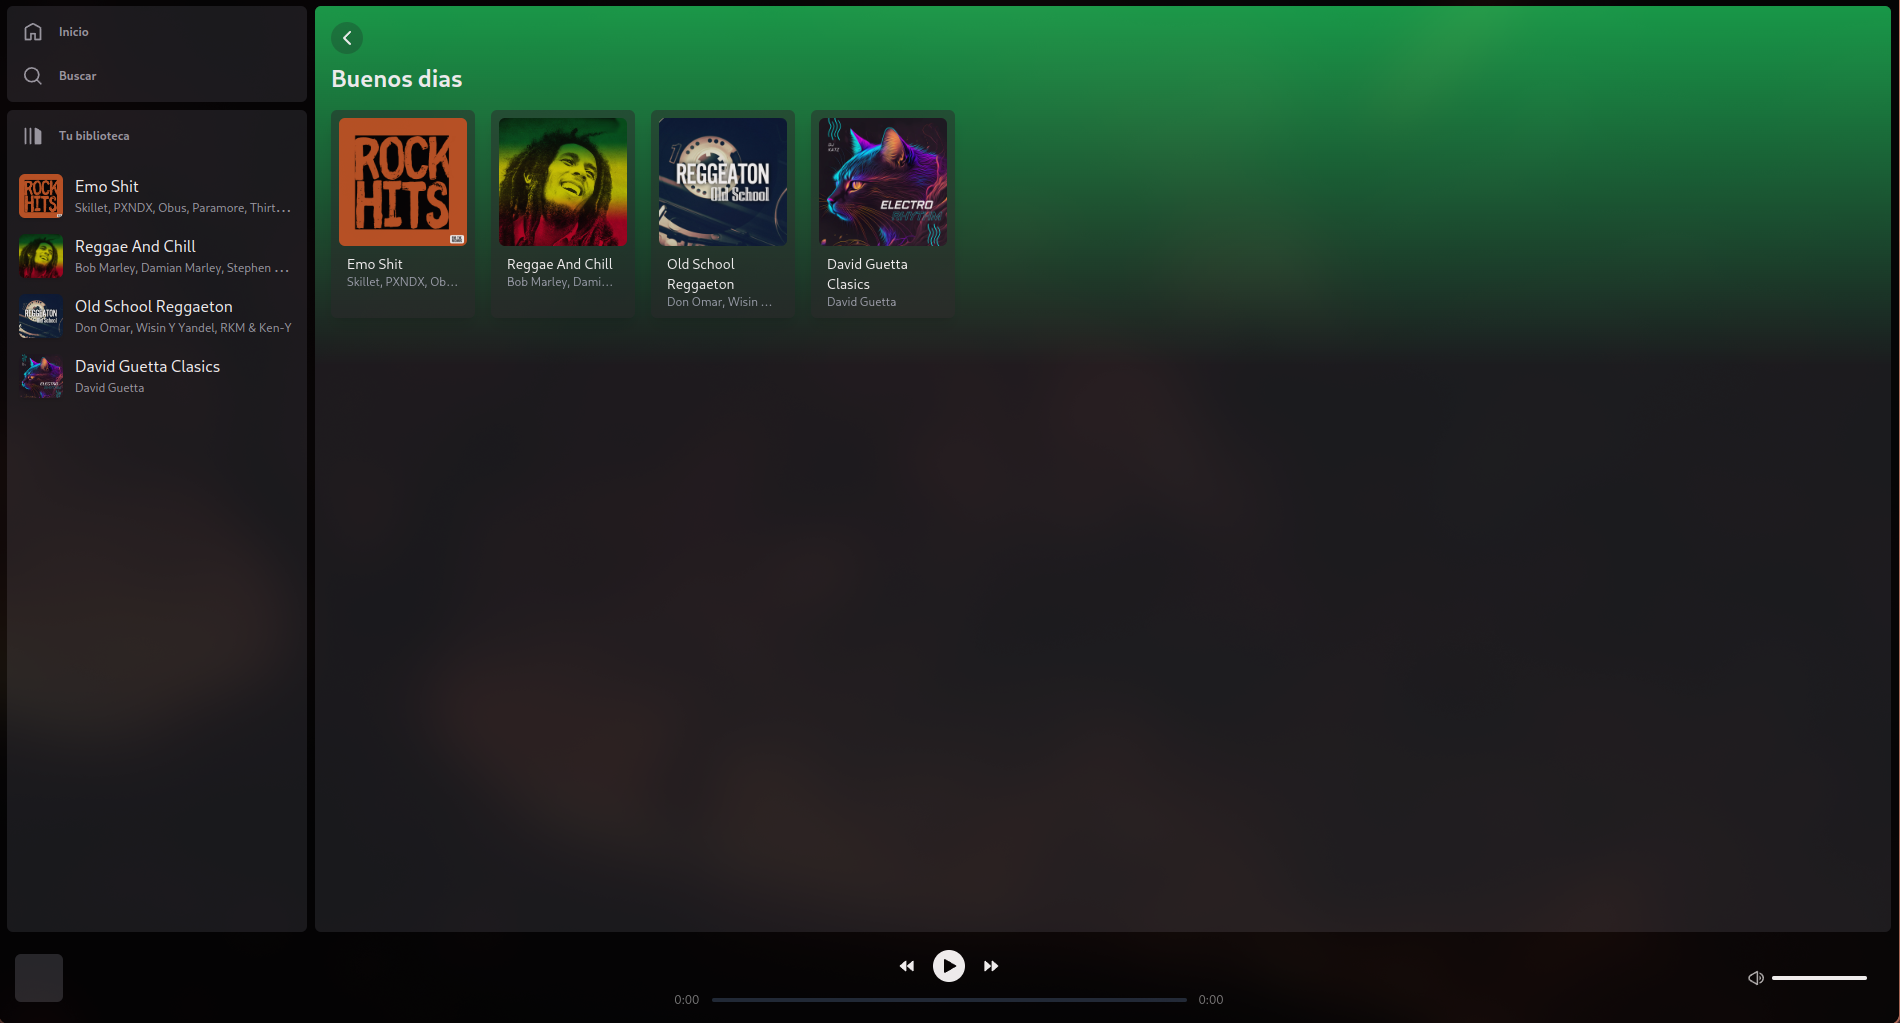 Inicio
Buscar
Tu biblioteca
Emo Shit
Skillet, PXNDX, Obus, Paramore, Thirt...
Reggae And Chill
Bob Marley, Damian Marley, Stephen ...
Old School Reggaeton
Don Omar, Wisin Y Yandel, RKM & Ken-Y
David Guetta Clasics
David Guetta
Buenos dias
ROCK
HITS
Emo Shit
Skillet, PXNDX, Ob...
Reggae And Chill
Bob Marley, Dami...
REGGEATON
Old School
Old School
Reggaeton
Don Omar, Wisin ...
DJ
KATZ
ELECTRO
RHYTHM
David Guetta
Clasics
David Guetta
0:00
0:00